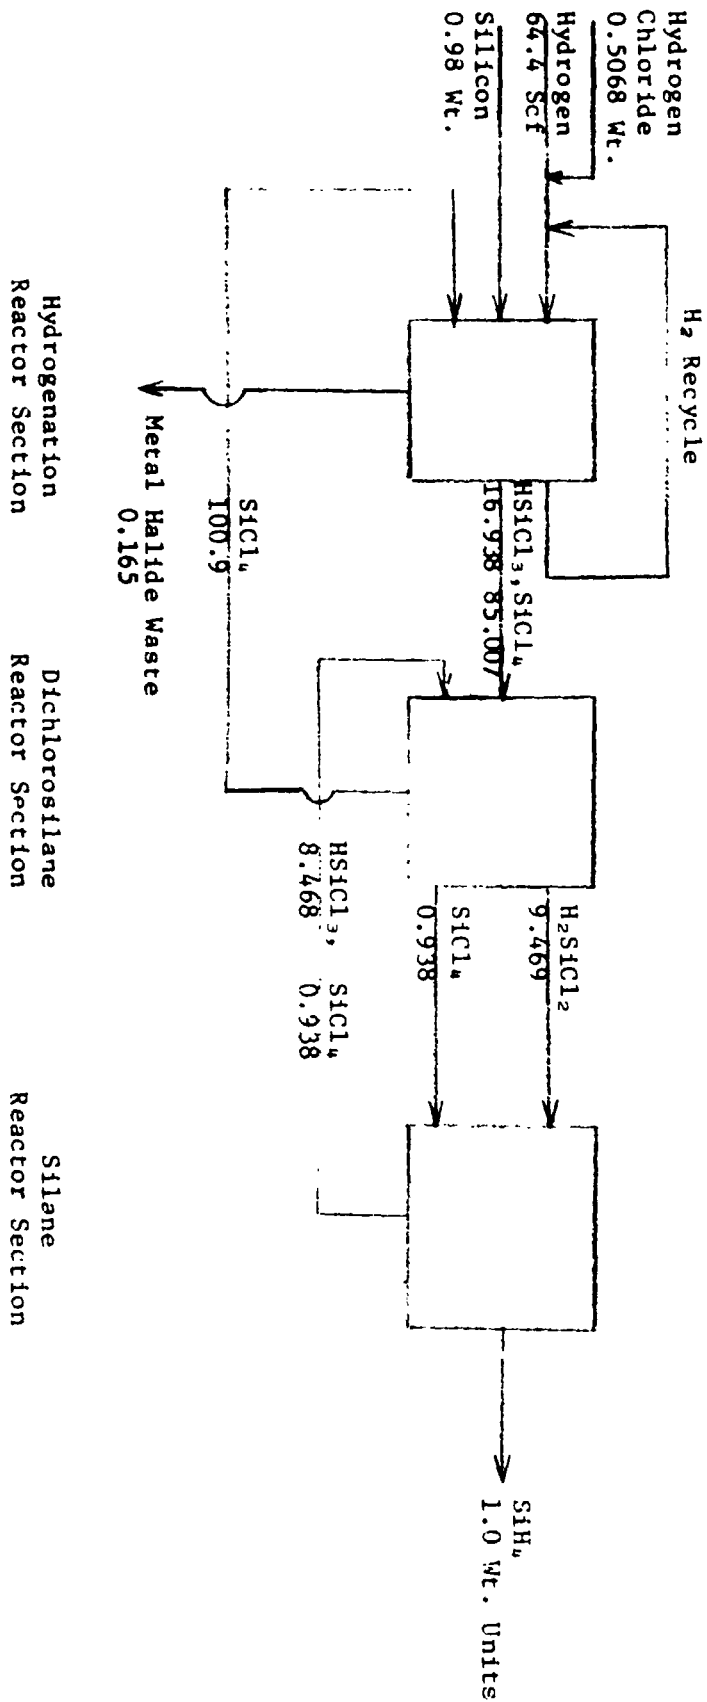 Hydrogen
Chloride
0.5068 Wt.
Hydrogen
64.4 Scf
Silicon
0.98 Wt.
H₂ Recycle
HSiCl₃,SiCl₄
16.938 85.007
SiCl₄
100.9
Metal Halide Waste
0.165
H₂SiCl₂
9.469
SiCl₄
0.938
HSiCl₃, SiCl₄
8.468 0.938
SiH₄
1.0 Wt. Units
Hydrogenation
Reactor Section
Dichlorosilane
Reactor Section
Silane
Reactor Section